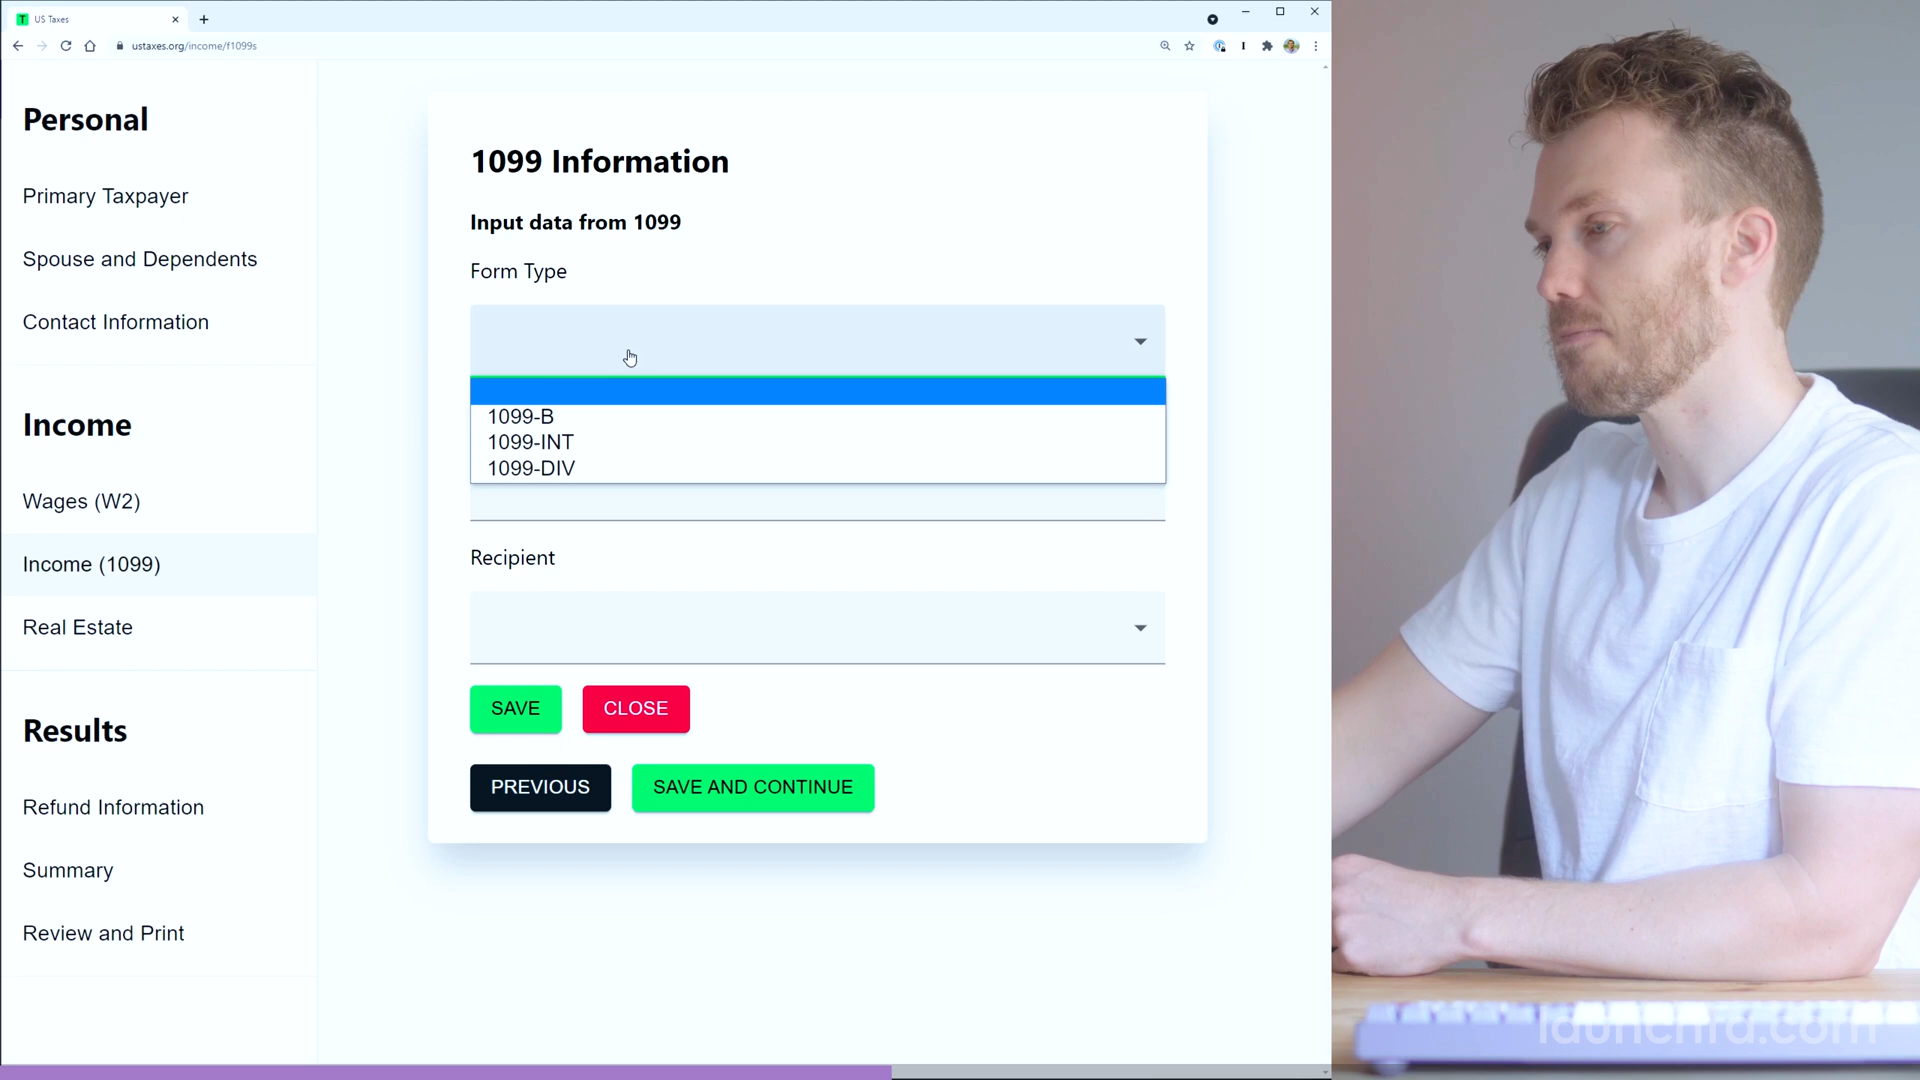 US Taxes
ustaxes.org/income/f1099s
Personal
Primary Taxpayer
Spouse and Dependents
Contact Information
Income
Wages (W2)
Income (1099)
Real Estate
Results
Refund Information
Summary
Review and Print
1099 Information
Input data from 1099
Form Type
1099-B
1099-INT
1099-DIV
Recipient
SAVE
CLOSE
PREVIOUS
SAVE AND CONTINUE